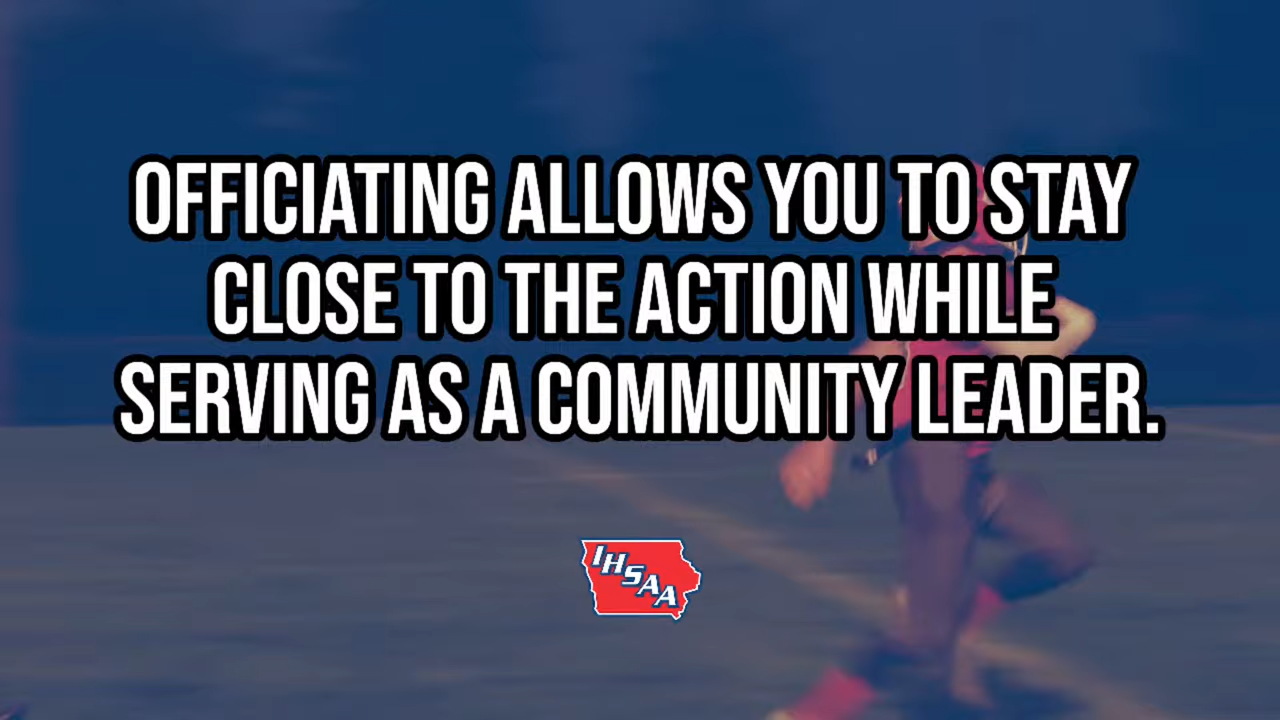 OFFICIATING ALLOWS YOU TO STAY
CLOSE TO THE ACTION WHILE
SERVING AS A COMMUNITY LEADER.
IHSAA